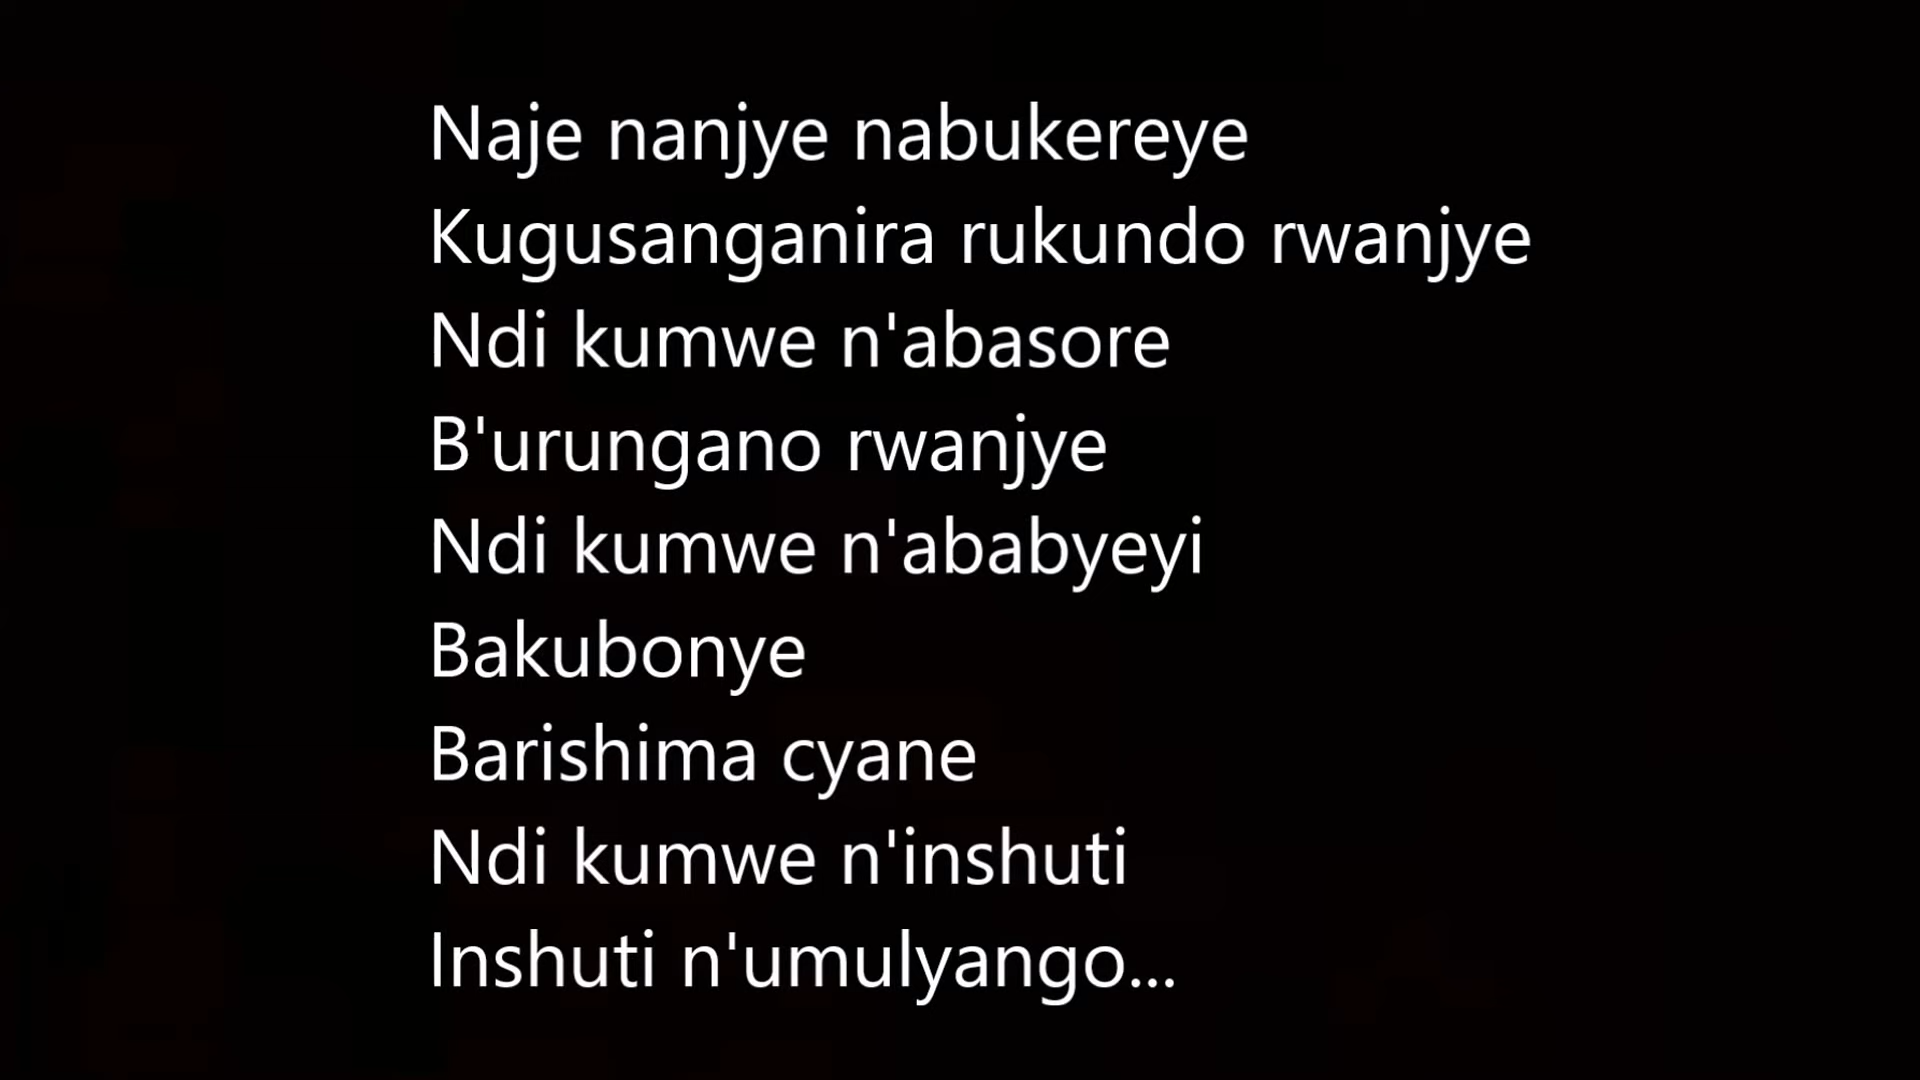 Naje nanjye nabukereye
Kugusanganira rukundo rwanjye
Ndi kumwe n'abasore
B'urungano rwanjye
Ndi kumwe n'ababyeyi
Bakubonye
Barishima cyane
Ndi kumwe n'inshuti
Inshuti n'umulyango...